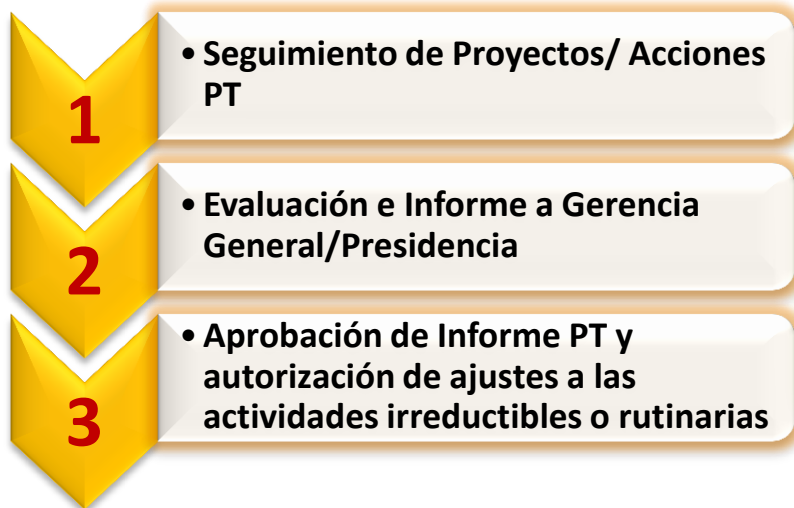 1
• Seguimiento de Proyectos/ Acciones
PT
2
• Evaluación e Informe a Gerencia
General/Presidencia
3
• Aprobación de Informe PT y
autorización de ajustes a las
actividades irreductibles o rutinarias